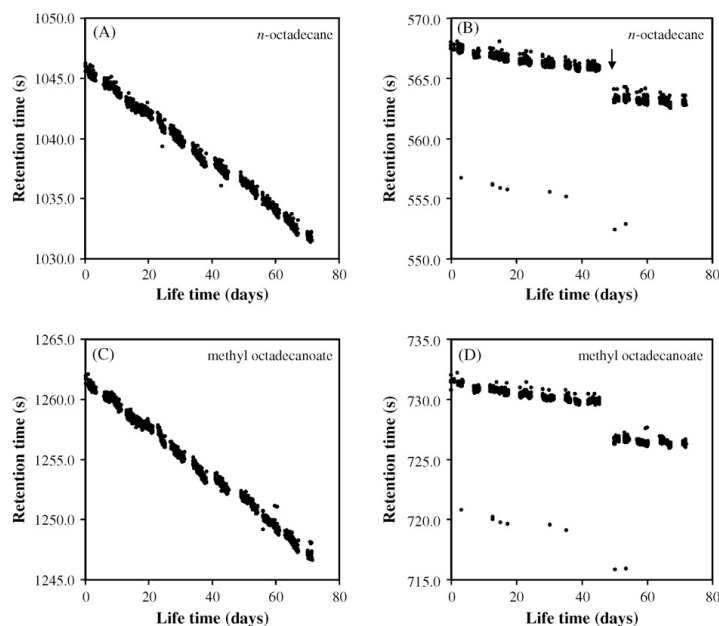 (A)
n-octadecane
Retention time (s)
1050.0
1045.0
1040.0
1035.0
1030.0
0 20 40 60 80
Life time (days)
(B)
n-octadecane
Retention time (s)
570.0
565.0
560.0
555.0
550.0
0 20 40 60 80
Life time (days)
(C)
methyl octadecanoate
Retention time (s)
1265.0
1260.0
1255.0
1250.0
1245.0
0 20 40 60 80
Life time (days)
(D)
methyl octadecanoate
Retention time (s)
735.0
730.0
725.0
720.0
715.0
0 20 40 60 80
Life time (days)